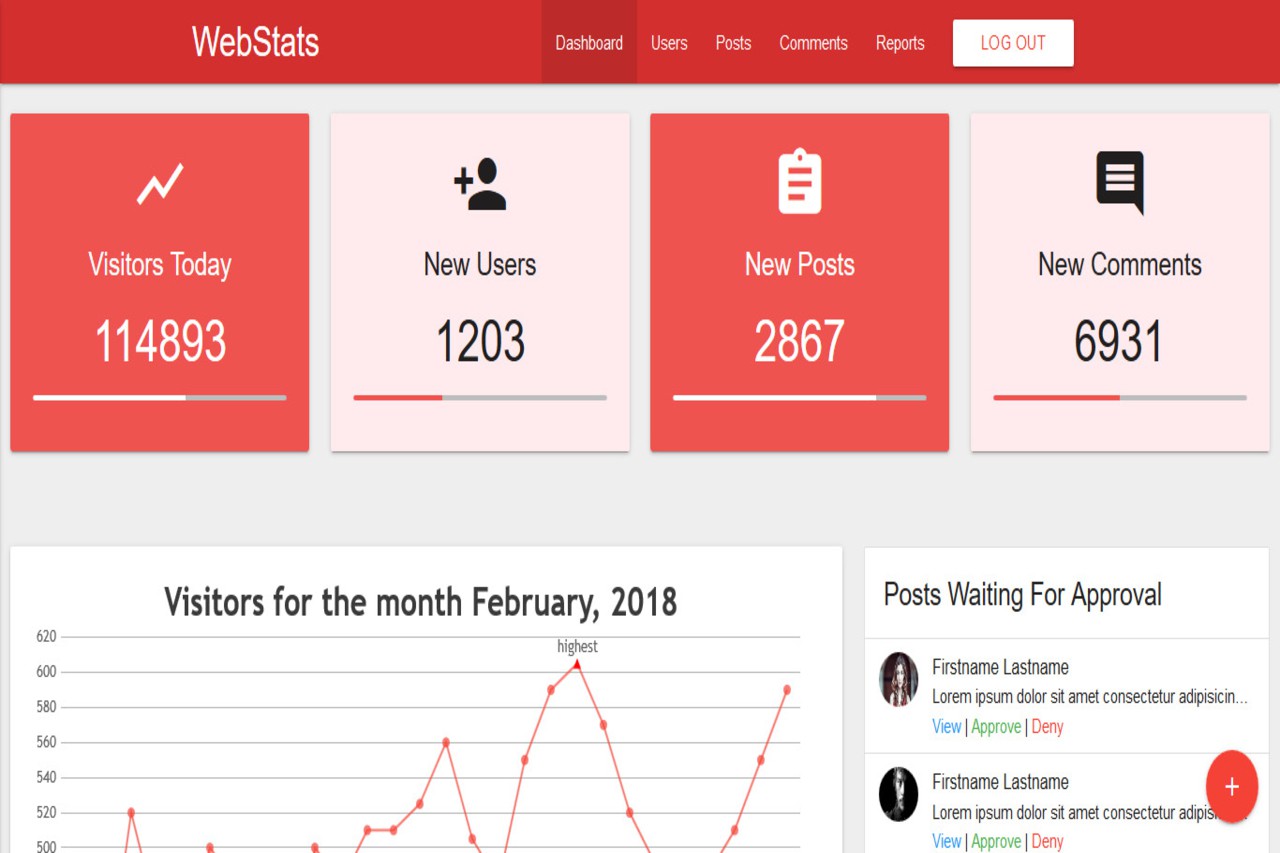 WebStats
Dashboard Users Posts Comments Reports LOG OUT
Visitors Today
114893
New Users
1203
New Posts
2867
New Comments
6931
Visitors for the month February, 2018
620
600
580
560
540
520
500
highest
Posts Waiting For Approval
Firstname Lastname
Lorem ipsum dolor sit amet consectetur adipisicin...
View | Approve | Deny
Firstname Lastname
Lorem ipsum dolor sit amet consectetur
View | Approve | Deny
+